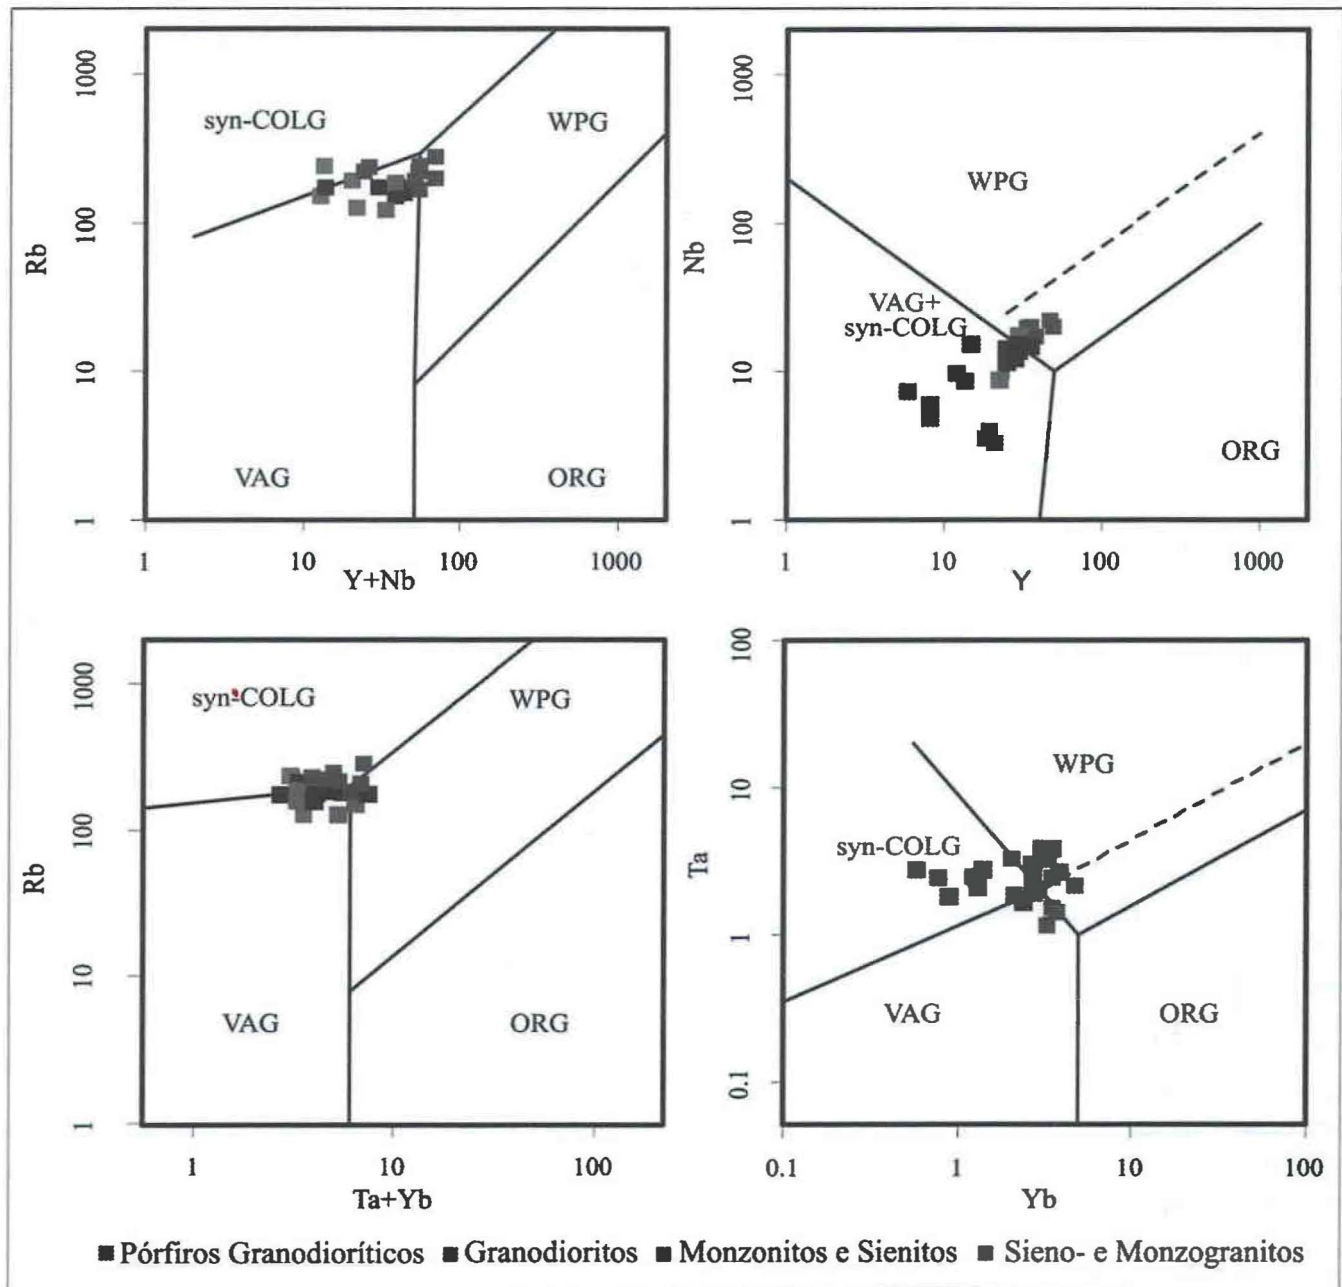 Rb
1000
100
10
1
syn-COLG
WPG
VAG
ORG
1 10 100 1000
Y+Nb
Nb
1000
100
10
1
WPG
VAG+
syn-COLG
ORG
1 10 100 1000
Y
Rb
1000
100
10
1
syn-COLG
WPG
VAG
ORG
1 10 100
Ta+Yb
Ta
100
10
1
0.1
WPG
syn-COLG
VAG
ORG
0.1 1 10 100
Yb
Pórfiros Granodioríticos Granodioritos Monzonitos e Sienitos Sieno- e Monzogranitos